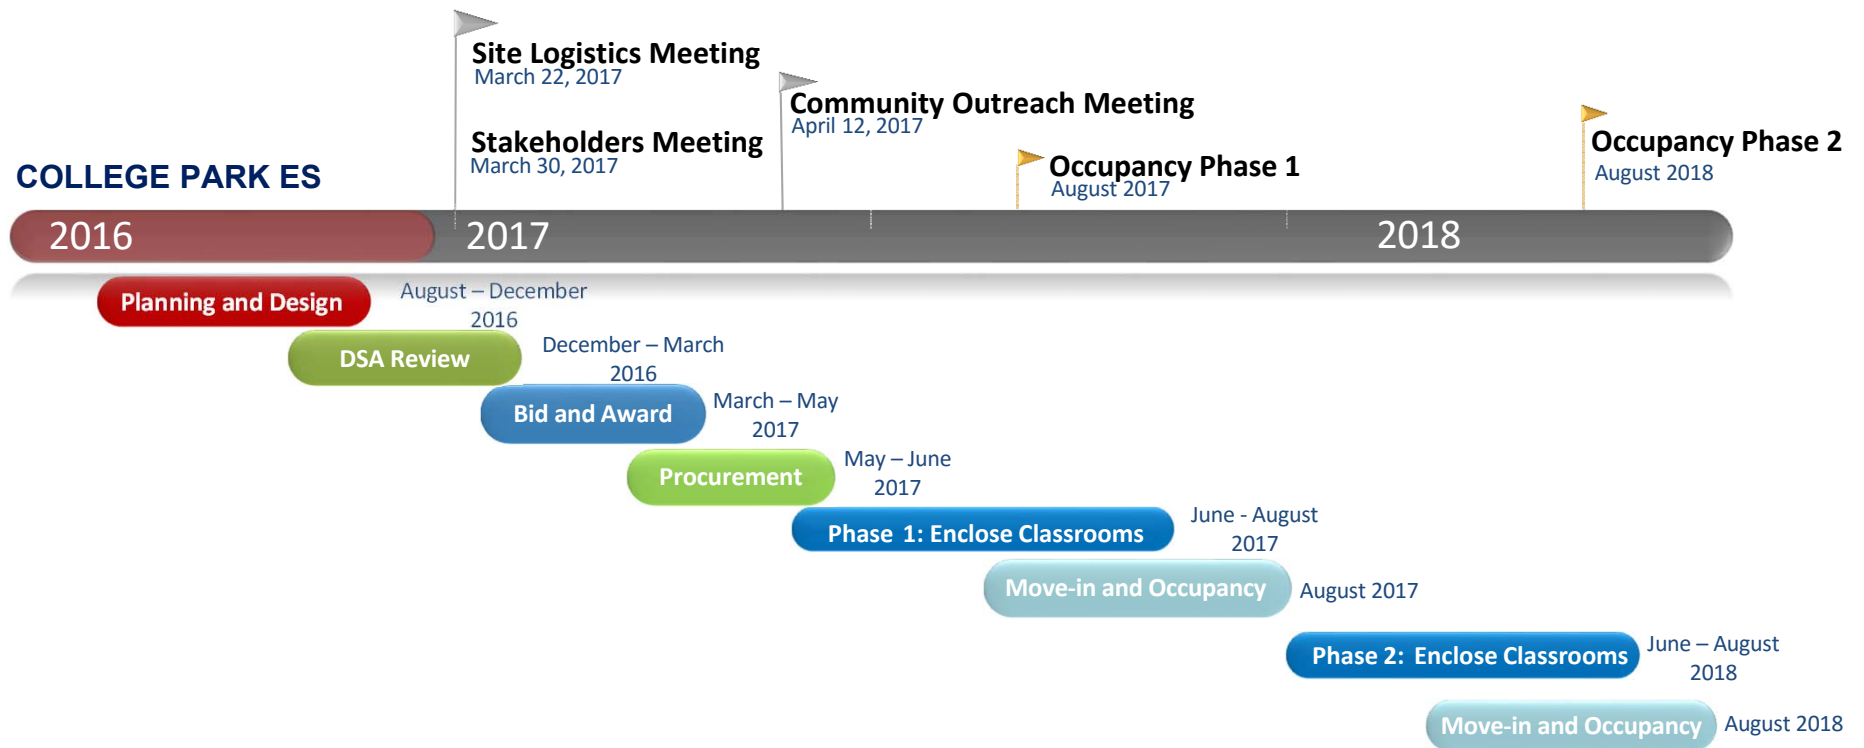 Site Logistics Meeting
March 22, 2017
Community Outreach Meeting
April 12, 2017
Stakeholders Meeting
March 30, 2017
Occupancy Phase 1
August 2017
Occupancy Phase 2
August 2018
COLLEGE PARK ES
2016
2017
2018
Planning and Design
August – December
2016
DSA Review
December – March
2016
Bid and Award
March – May
2017
Procurement
May – June
2017
Phase 1: Enclose Classrooms
June - August
2017
Move-in and Occupancy
August 2017
Phase 2: Enclose Classrooms
June – August
2018
Move-in and Occupancy
August 2018